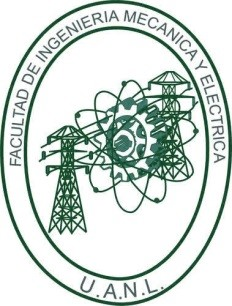 FACULTAD DE INGENIERIA MECANICA Y ELECTRICA
U.A.N.L.